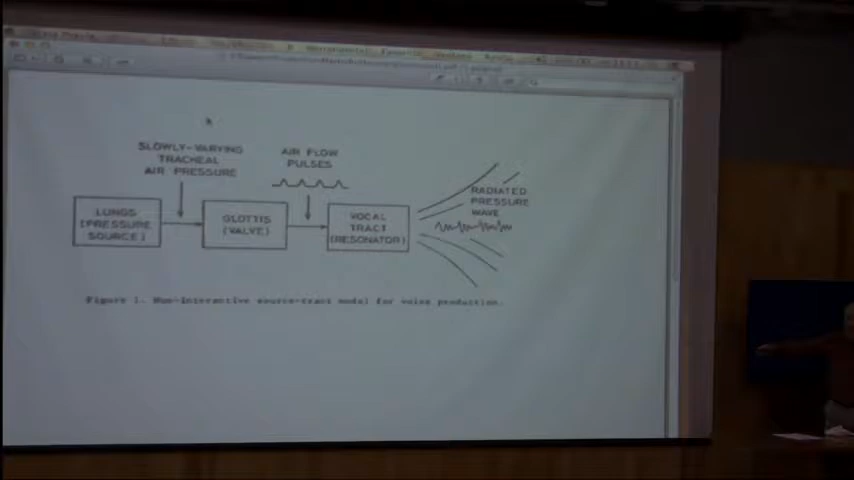 SLOWLY-VARYING
TRACHEAL
AIR PRESSURE
AIR FLOW
PULSES
LUNGS
(PRESSURE
SOURCE)
GLOTTIS
(VALVE)
VOCAL
TRACT
(RESONATOR)
RADIATED
PRESSURE
WAVE
Figure 1. Non-interactive source-tract model for voice production.